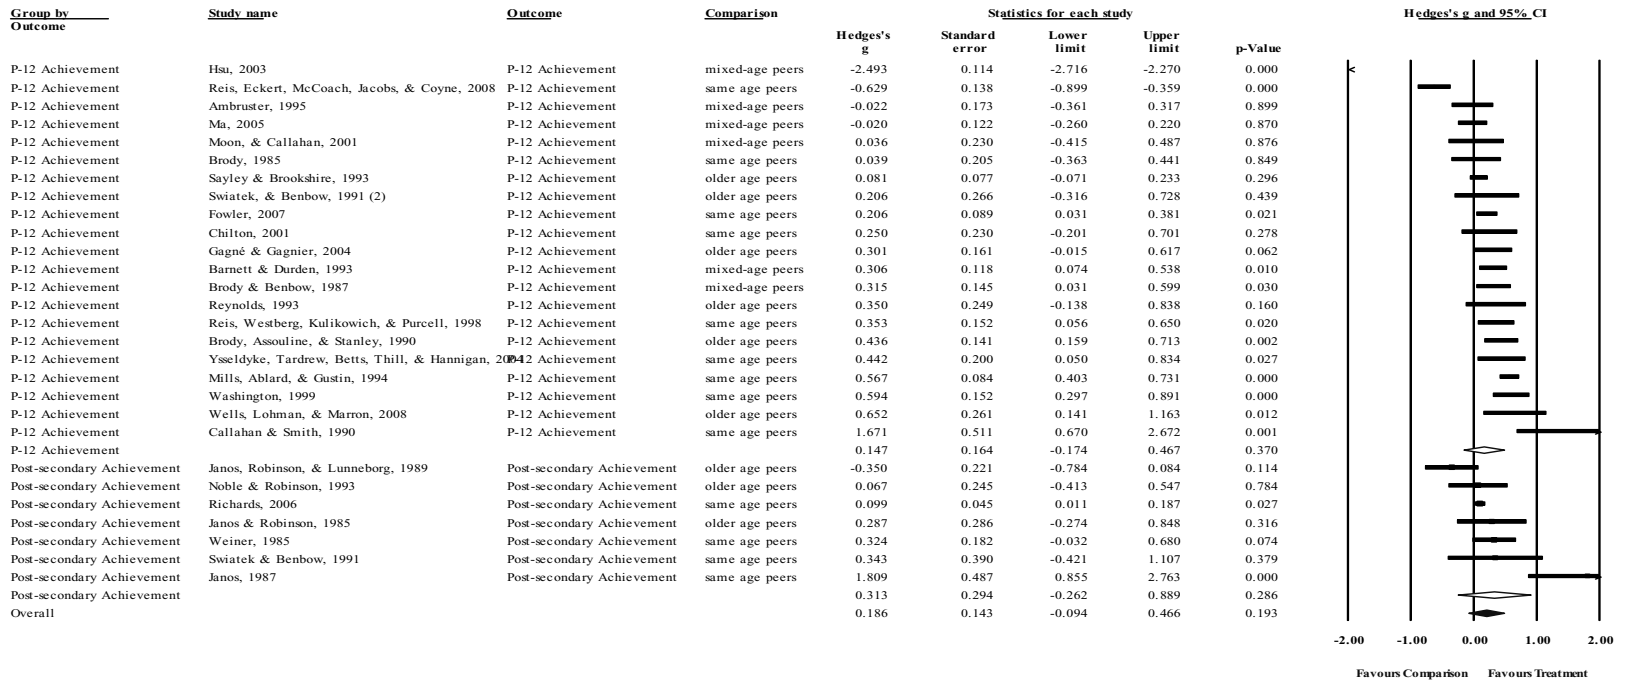 Group by Outcome Study name Outcome Comparison Statistics for each study Hedges's g and 95% CI
Hedges's g Standard error Lower limit Upper limit p-Value
P-12 Achievement Hsu, 2003 P-12 Achievement mixed-age peers -2.493 0.114 -2.716 -2.270 0.000
P-12 Achievement Reis, Eckert, McCoach, Jacobs, & Coyne, 2008 P-12 Achievement same age peers -0.629 0.138 -0.899 -0.359 0.000
P-12 Achievement Ambruster, 1995 P-12 Achievement mixed-age peers -0.022 0.173 -0.361 0.317 0.899
P-12 Achievement Ma, 2005 P-12 Achievement mixed-age peers -0.020 0.122 -0.260 0.220 0.870
P-12 Achievement Moon, & Callahan, 2001 P-12 Achievement mixed-age peers 0.036 0.230 -0.415 0.487 0.876
P-12 Achievement Brody, 1985 P-12 Achievement same age peers 0.039 0.205 -0.363 0.441 0.849
P-12 Achievement Sayley & Brookshire, 1993 P-12 Achievement older age peers 0.081 0.077 -0.071 0.233 0.296
P-12 Achievement Swiatek, & Benbow, 1991 (2) P-12 Achievement older age peers 0.206 0.266 -0.316 0.728 0.439
P-12 Achievement Fowler, 2007 P-12 Achievement same age peers 0.206 0.089 0.031 0.381 0.021
P-12 Achievement Chilton, 2001 P-12 Achievement same age peers 0.250 0.230 -0.201 0.701 0.278
P-12 Achievement Gagné & Gagnier, 2004 P-12 Achievement older age peers 0.301 0.161 -0.015 0.617 0.062
P-12 Achievement Barnett & Durden, 1993 P-12 Achievement mixed-age peers 0.306 0.118 0.074 0.538 0.010
P-12 Achievement Brody & Benbow, 1987 P-12 Achievement mixed-age peers 0.315 0.145 0.031 0.599 0.030
P-12 Achievement Reynolds, 1993 P-12 Achievement older age peers 0.350 0.249 -0.138 0.838 0.160
P-12 Achievement Reis, Westberg, Kulikowich, & Purcell, 1998 P-12 Achievement same age peers 0.353 0.152 0.056 0.650 0.020
P-12 Achievement Brody, Assouline & Stanley, 1990 P-12 Achievement older age peers 0.436 0.141 0.159 0.713 0.002
P-12 Achievement Ysseldyke, Tardrew, Betts, Thill, & Hannigan, 2004 P-12 Achievement same age peers 0.442 0.200 0.050 0.834 0.027
P-12 Achievement Mills, Ablard, & Gustin, 1994 P-12 Achievement same age peers 0.567 0.084 0.403 0.731 0.000
P-12 Achievement Washington, 1999 P-12 Achievement same age peers 0.594 0.152 0.297 0.891 0.000
P-12 Achievement Wells, Lohman, & Marron, 2008 P-12 Achievement older age peers 0.652 0.261 0.141 1.163 0.012
P-12 Achievement Callahan & Smith, 1990 P-12 Achievement same age peers 1.671 0.511 0.670 2.672 0.001
P-12 Achievement 0.147 0.164 -0.174 0.467 0.370
Post-secondary Achievement Janos, Robinson, & Lunneborg, 1989 Post-secondary Achievement older age peers -0.350 0.221 -0.784 0.084 0.114
Post-secondary Achievement Noble & Robinson, 1993 Post-secondary Achievement older age peers 0.067 0.245 -0.413 0.547 0.784
Post-secondary Achievement Richards, 2006 Post-secondary Achievement same age peers 0.099 0.045 0.011 0.187 0.027
Post-secondary Achievement Janos & Robinson, 1985 Post-secondary Achievement older age peers 0.287 0.286 -0.274 0.848 0.316
Post-secondary Achievement Weiner, 1985 Post-secondary Achievement same age peers 0.324 0.182 -0.032 0.680 0.074
Post-secondary Achievement Swiatek & Benbow, 1991 Post-secondary Achievement same age peers 0.343 0.390 -0.421 1.107 0.379
Post-secondary Achievement Janos, 1987 Post-secondary Achievement same age peers 1.809 0.487 0.855 2.763 0.000
Post-secondary Achievement 0.313 0.294 -0.262 0.889 0.286
Overall 0.186 0.143 -0.094 0.466 0.193
-2.00 -1.00 0.00 1.00 2.00
Favours Comparison Favours Treatment